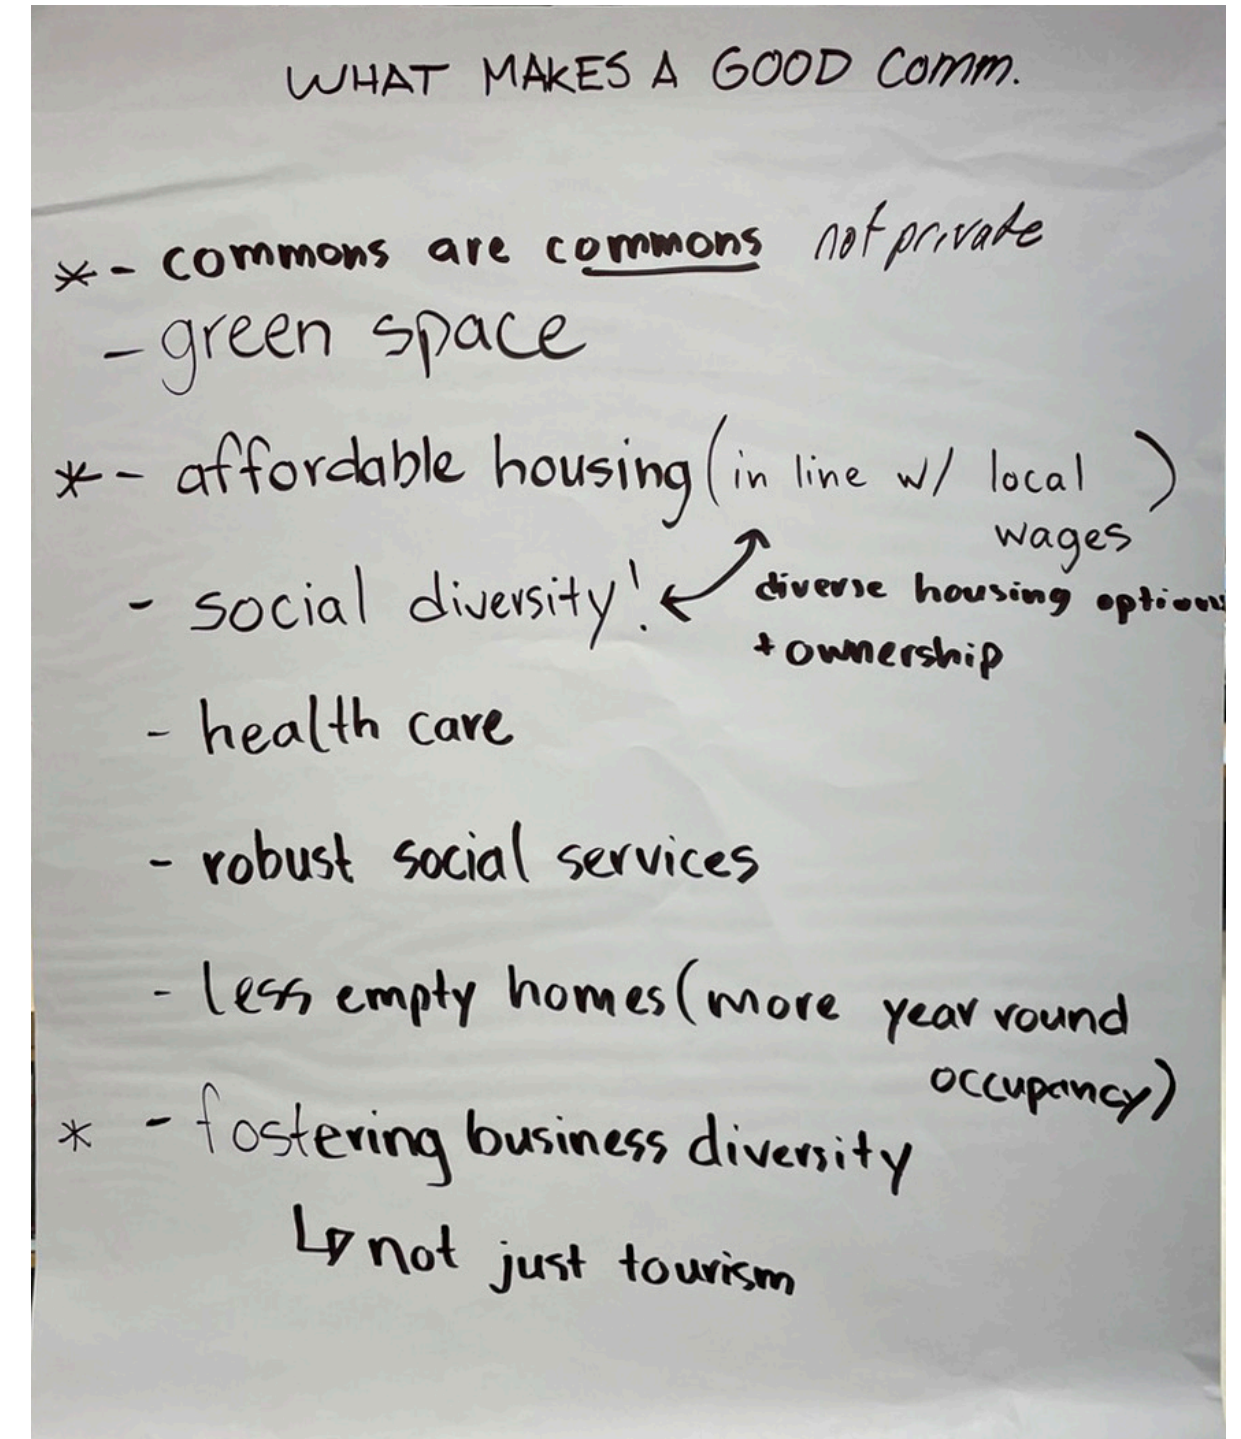 WHAT MAKES A GOOD Comm.
* - commons are commons not private
- green space
* - affordable housing (in line w/ local wages)
- social diversity!
diverse housing options
+ ownership
- health care
- robust social services
- less empty homes (more year round
occupancy)
* - fostering business diversity
↳ not just tourism